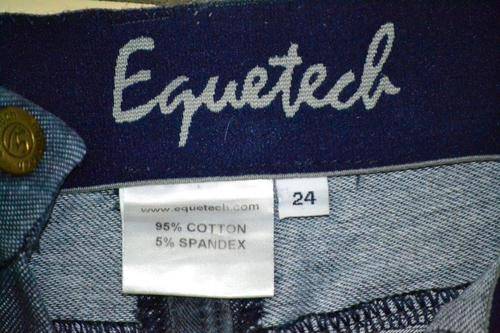 Equetech
www.equetech.com
24
95% COTTON
5% SPANDEX